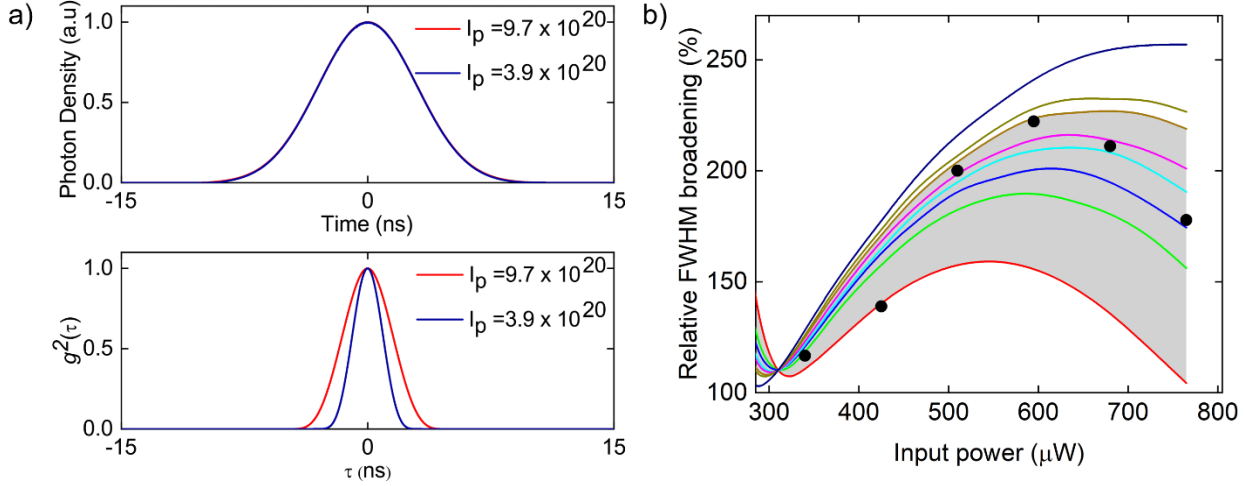 a)
Photon Density (a.u)
1.0
0.5
0.0
I_p =9.7 x 10^20
I_p =3.9 x 10^20
-15
0
15
Time (ns)
g^2(τ)
1.0
0.5
0.0
I_p =9.7 x 10^20
I_p =3.9 x 10^20
-15
0
15
τ (ns)
b)
Relative FWHM broadening (%)
250
200
150
100
300 400 500 600 700 800
Input power (μW)